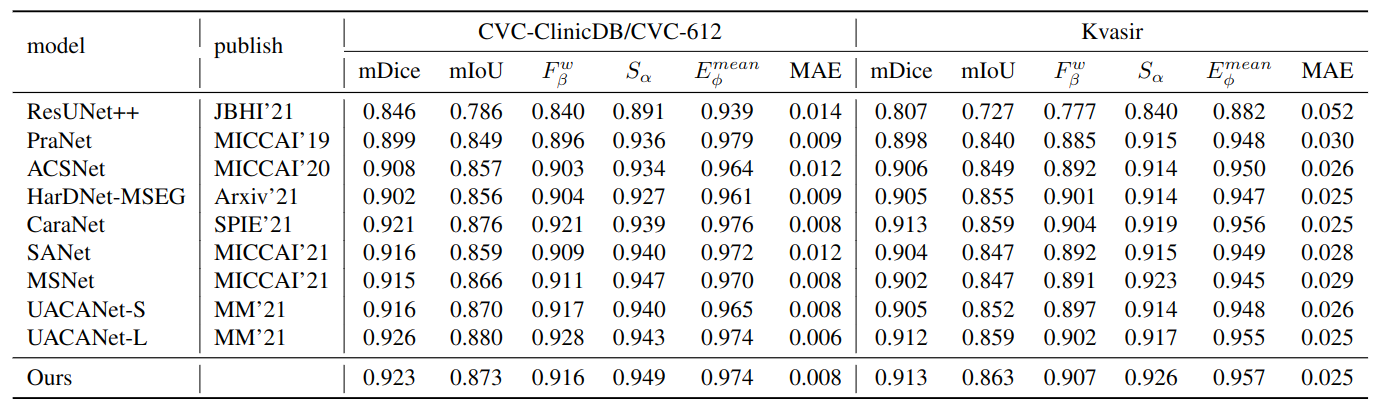 model publish CVC-ClinicDB/CVC-612 Kvasir
mDice mIoU F_β^w S_α E_ϕ^mean MAE mDice mIoU F_β^w S_α E_ϕ^mean MAE
ResUNet++ JBHI'21 0.846 0.786 0.840 0.891 0.939 0.014 0.807 0.727 0.777 0.840 0.882 0.052
PraNet MICCAI'19 0.899 0.849 0.896 0.936 0.979 0.009 0.898 0.840 0.885 0.915 0.948 0.030
ACSNet MICCAI'20 0.908 0.857 0.903 0.934 0.964 0.012 0.906 0.849 0.892 0.914 0.950 0.026
HarDNet-MSEG Arxiv'21 0.902 0.856 0.904 0.927 0.961 0.009 0.905 0.855 0.901 0.914 0.947 0.025
CaraNet SPIE'21 0.921 0.876 0.921 0.939 0.976 0.008 0.913 0.859 0.904 0.919 0.956 0.025
SANet MICCAI'21 0.916 0.859 0.909 0.940 0.972 0.012 0.904 0.847 0.892 0.915 0.949 0.028
MSNet MICCAI'21 0.915 0.866 0.911 0.947 0.970 0.008 0.902 0.847 0.891 0.923 0.945 0.029
UACANet-S MM'21 0.916 0.870 0.917 0.940 0.965 0.008 0.905 0.852 0.897 0.914 0.948 0.026
UACANet-L MM'21 0.926 0.880 0.928 0.943 0.974 0.006 0.912 0.859 0.902 0.917 0.955 0.025
Ours 0.923 0.873 0.916 0.949 0.974 0.008 0.913 0.863 0.907 0.926 0.957 0.025